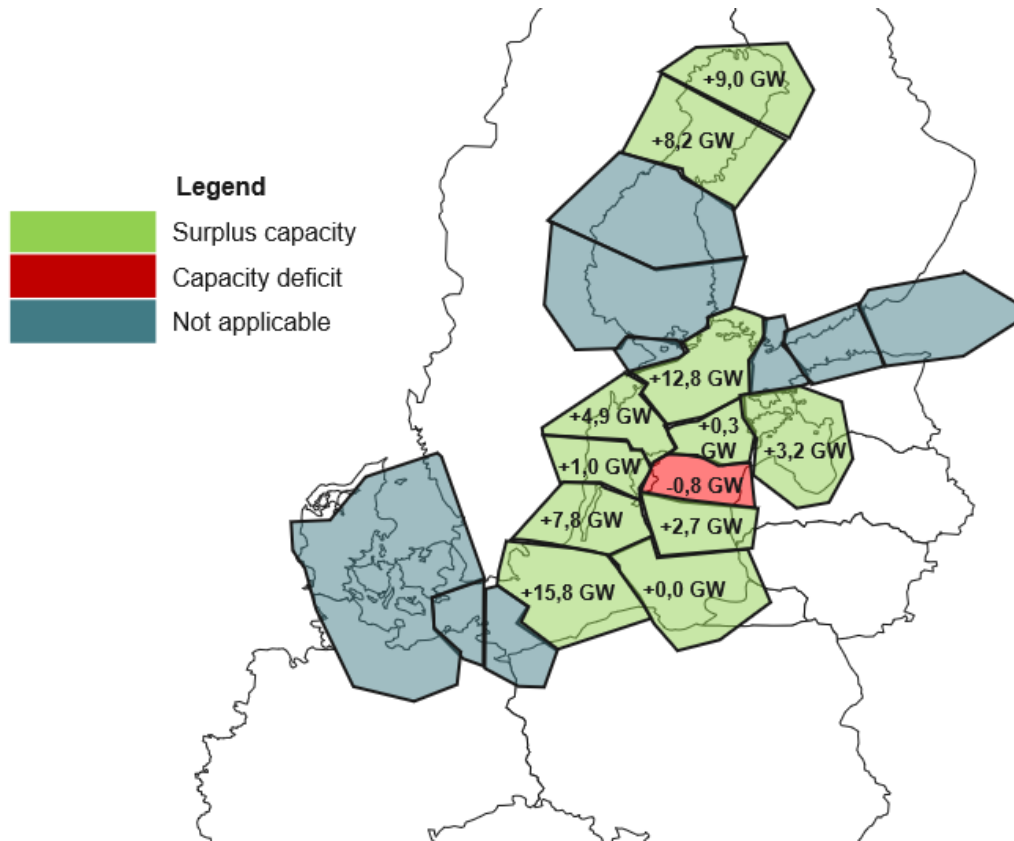 +9,0 GW
+8,2 GW
Legend
Surplus capacity
Capacity deficit
Not applicable
+12,8 GW
+4,9 GW
+0,3
GW
+3,2 GW
+1,0 GW
-0,8 GW
+7,8 GW
+2,7 GW
+15,8 GW
+0,0 GW